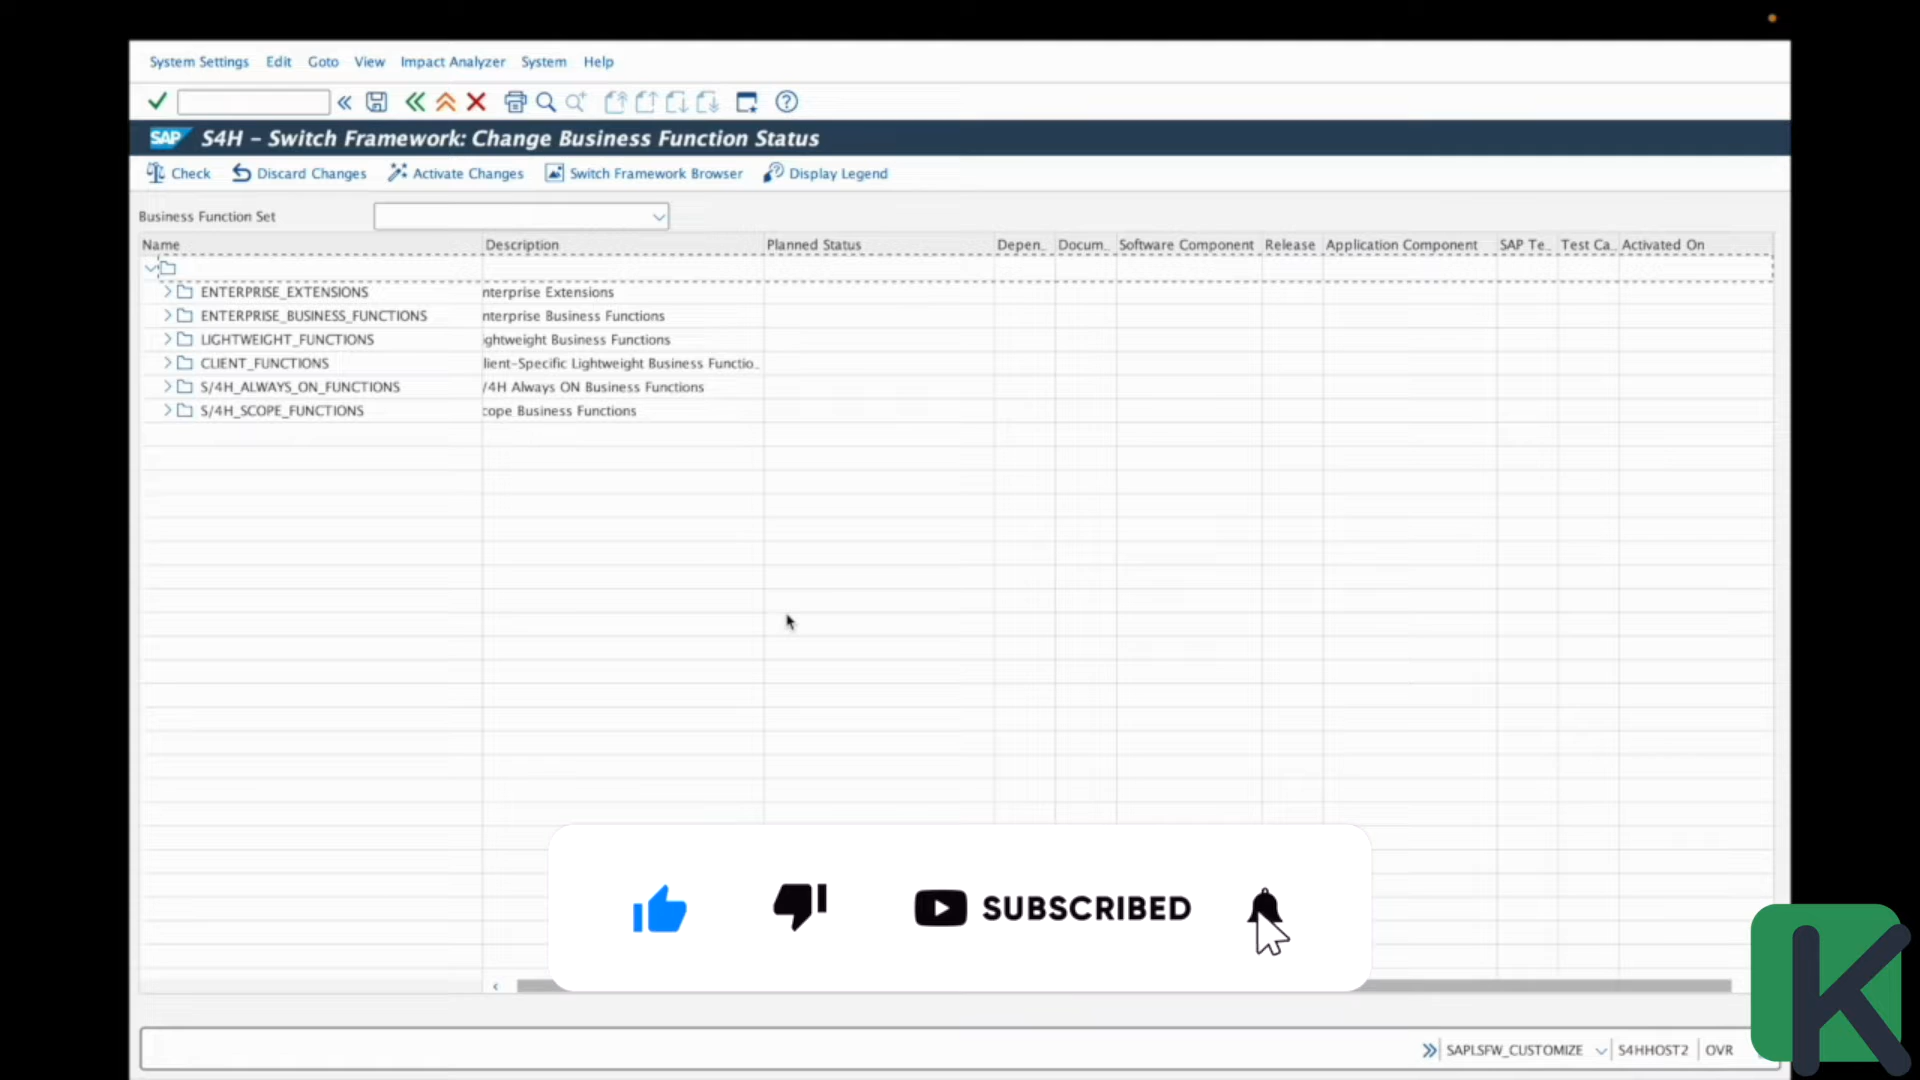 System Settings Edit Goto View Impact Analyzer System Help
SAP S4H – Switch Framework: Change Business Function Status
Check Discard Changes Activate Changes Switch Framework Browser Display Legend
Business Function Set
Name Description Planned Status Depen.. Docum.. Software Component Release Application Component SAP Te.. Test Ca.. Activated On
ENTERPRISE_EXTENSIONS nterprise Extensions
ENTERPRISE_BUSINESS_FUNCTIONS nterprise Business Functions
LIGHTWEIGHT_FUNCTIONS ightweight Business Functions
CLIENT_FUNCTIONS lient-Specific Lightweight Business Functio..
S/4H_ALWAYS_ON_FUNCTIONS /4H Always ON Business Functions
S/4H_SCOPE_FUNCTIONS cope Business Functions
SUBSCRIBED
SAPLSFW_CUSTOMIZE S4HHOST2 OVR
K